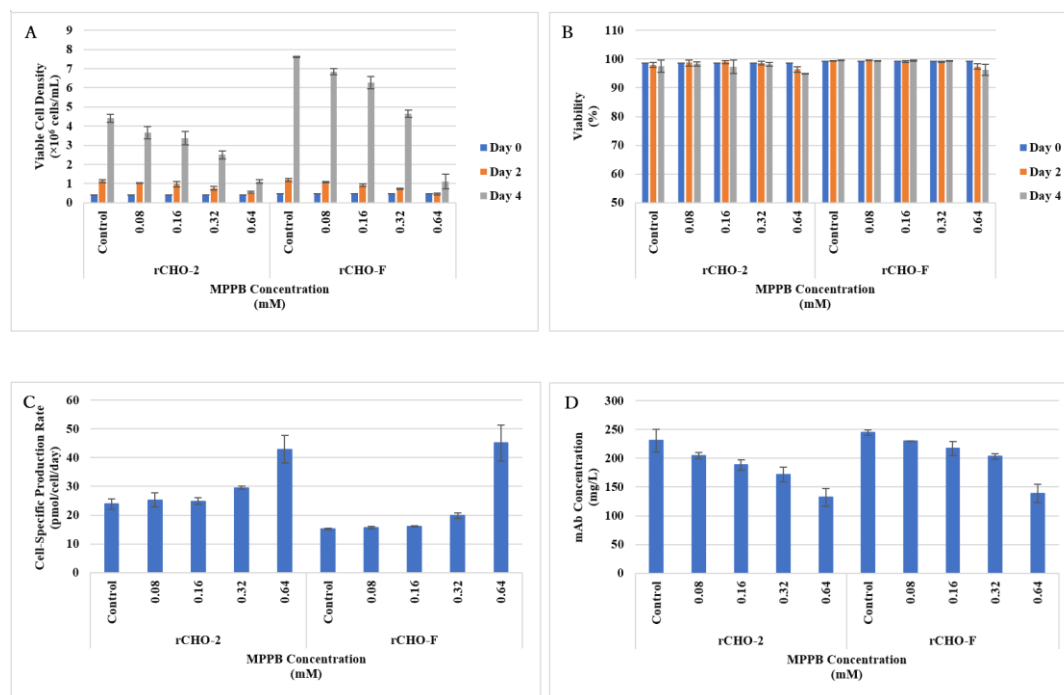 A
Viable Cell Density
(×10⁶ cells/mL)
9
8
7
6
5
4
3
2
1
0
Control
0.08
0.16
0.32
0.64
Control
0.08
0.16
0.32
0.64
rCHO-2
rCHO-F
MPPB Concentration
(mM)
Day 0
Day 2
Day 4
B
Viability
(%)
110
100
90
80
70
60
50
Control
0.08
0.16
0.32
0.64
Control
0.08
0.16
0.32
0.64
rCHO-2
rCHO-F
MPPB Concentration
(mM)
Day 0
Day 2
Day 4
C
Cell-Specific Production Rate
(pmol/cell/day)
60
50
40
30
20
10
0
Control
0.08
0.16
0.32
0.64
Control
0.08
0.16
0.32
0.64
rCHO-2
rCHO-F
MPPB Concentration
(mM)
D
mAb Concentration
(mg/L)
300
250
200
150
100
50
0
Control
0.08
0.16
0.32
0.64
Control
0.08
0.16
0.32
0.64
rCHO-2
rCHO-F
MPPB Concentration
(mM)